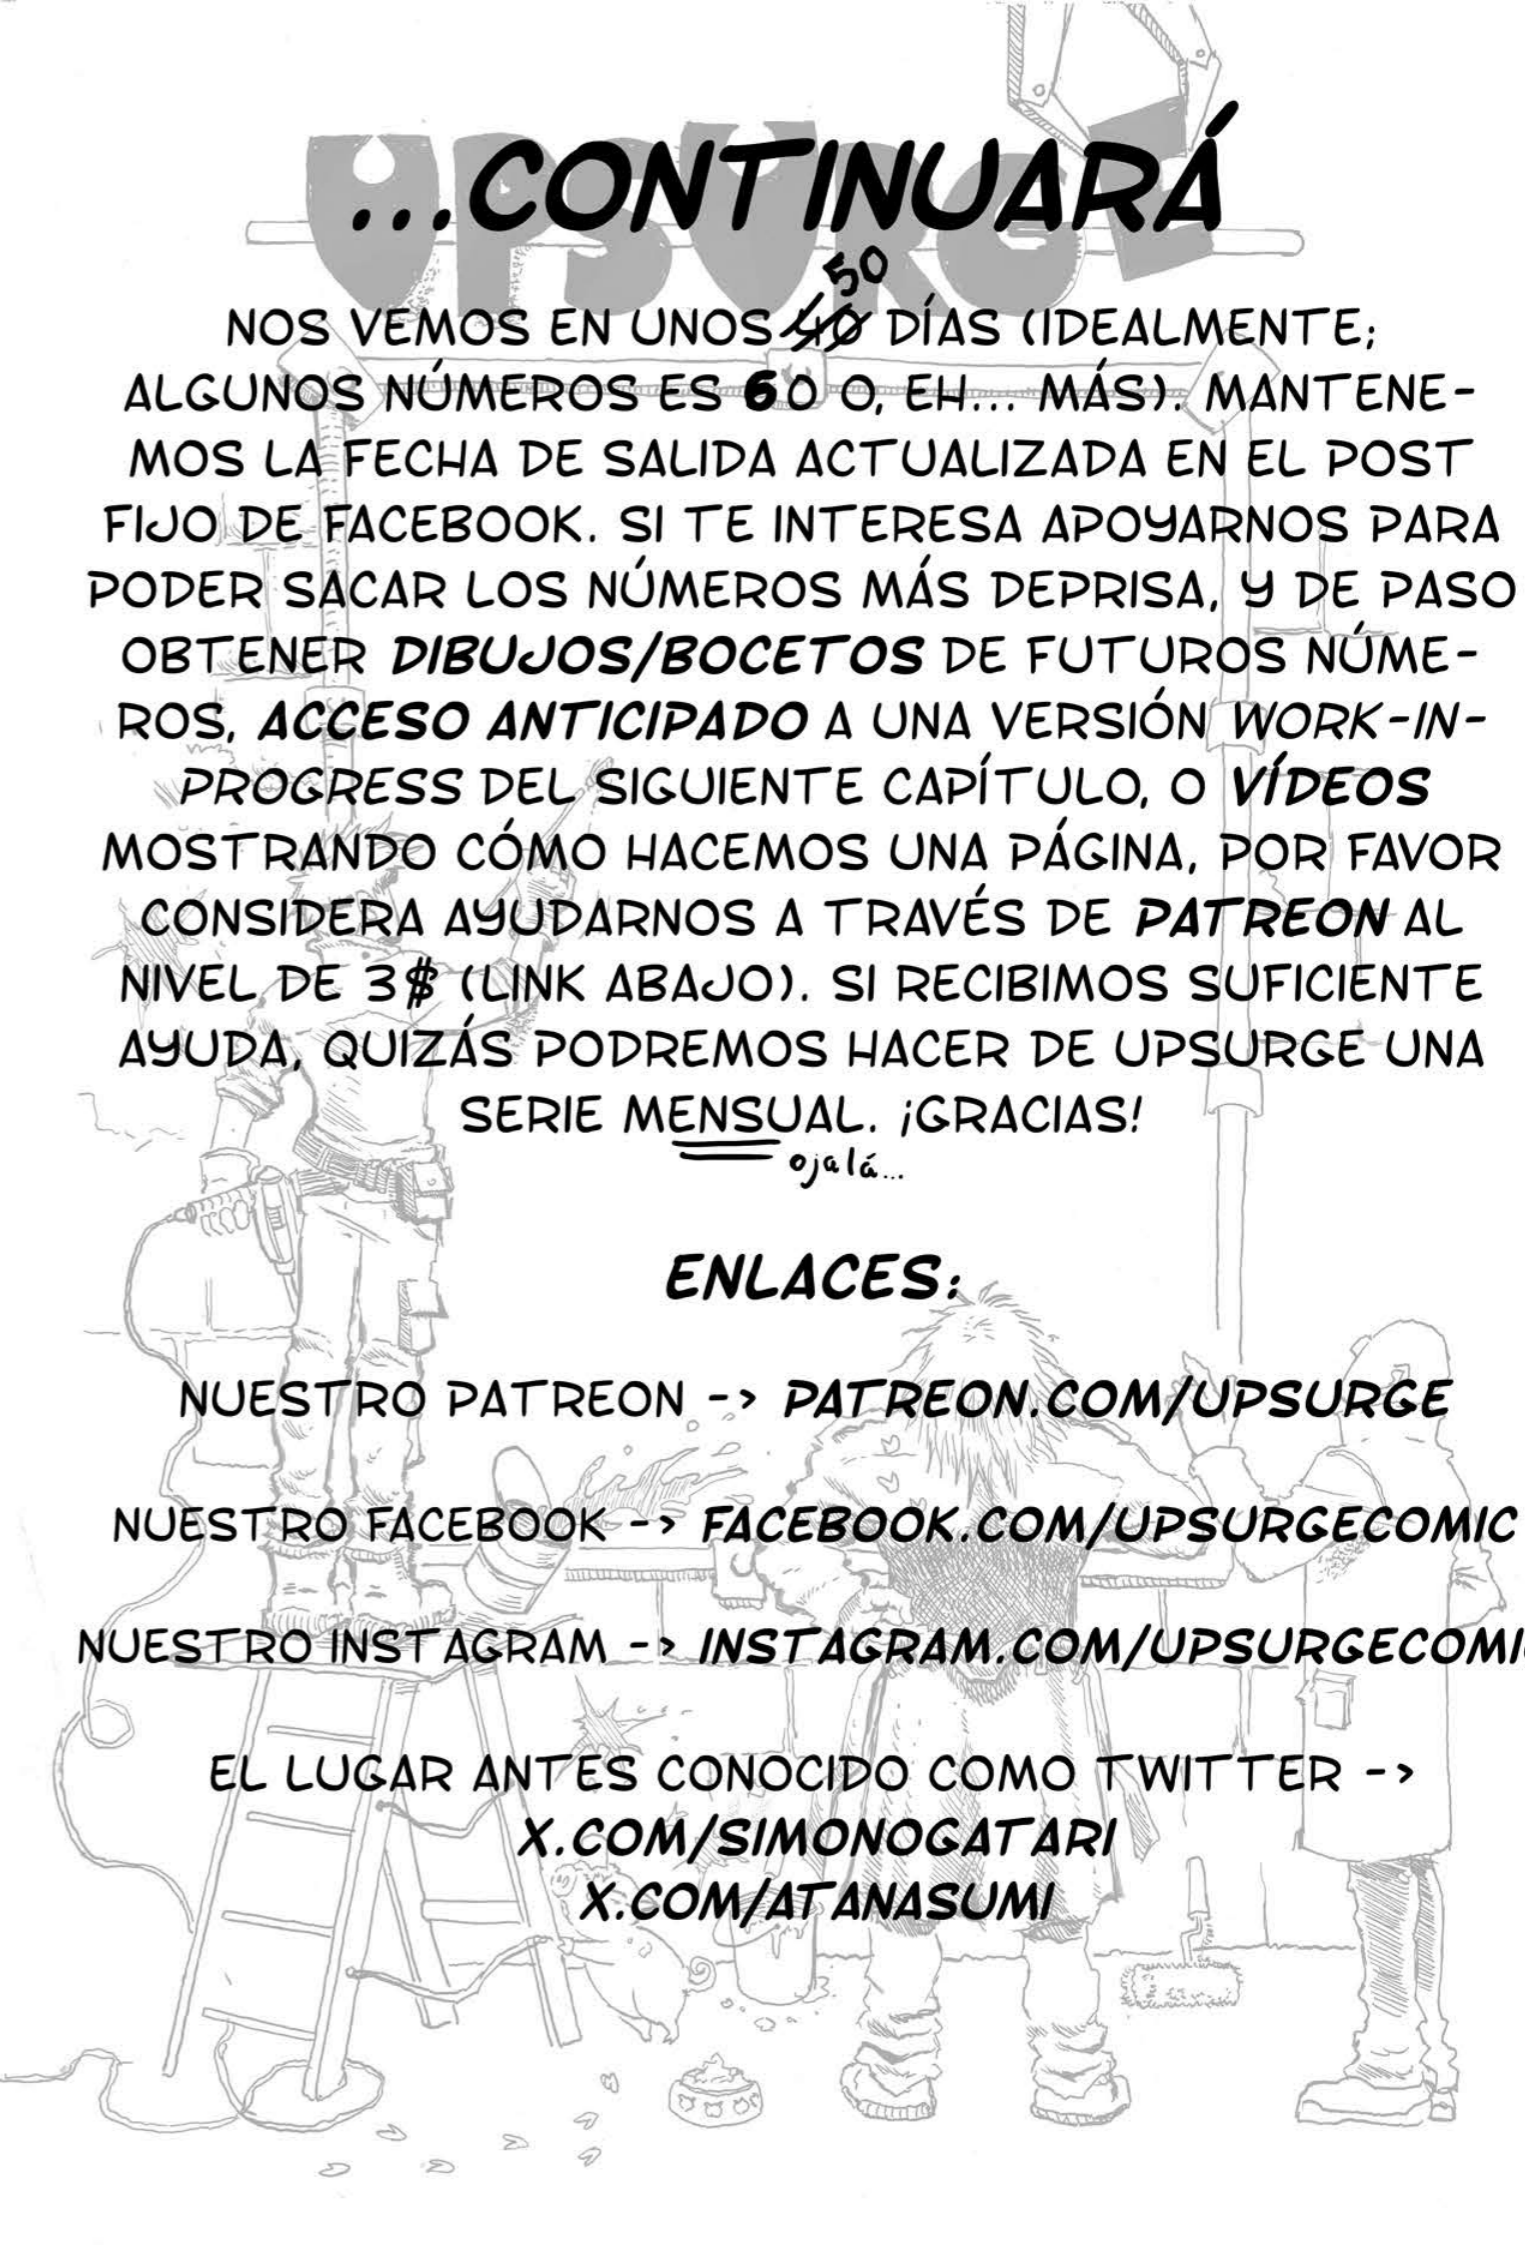 UPSURGE
...CONTINUARÁ
50
NOS VEMOS EN UNOS 40 DÍAS (IDEALMENTE;
ALGUNOS NÚMEROS ES 60 O, EH... MÁS). MANTENE-
MOS LA FECHA DE SALIDA ACTUALIZADA EN EL POST
FIJO DE FACEBOOK. SI TE INTERESA APOYARNOS PARA
PODER SACAR LOS NÚMEROS MÁS DEPRISA, Y DE PASO
OBTENER DIBUJOS/BOCETOS DE FUTUROS NÚME-
ROS, ACCESO ANTICIPADO A UNA VERSIÓN WORK-IN-
PROGRESS DEL SIGUIENTE CAPÍTULO, O VÍDEOS
MOSTRANDO CÓMO HACEMOS UNA PÁGINA, POR FAVOR
CONSIDERA AYUDARNOS A TRAVÉS DE PATREON AL
NIVEL DE 3$ (LINK ABAJO). SI RECIBIMOS SUFICIENTE
AYUDA, QUIZÁS PODREMOS HACER DE UPSURGE UNA
SERIE MENSUAL. ¡GRACIAS!
ojalá...
ENLACES:
NUESTRO PATREON -> PATREON.COM/UPSURGE
NUESTRO FACEBOOK -> FACEBOOK.COM/UPSURGECOMIC
NUESTRO INSTAGRAM -> INSTAGRAM.COM/UPSURGECOMIC
EL LUGAR ANTES CONOCIDO COMO TWITTER ->
X.COM/SIMONOGATARI
X.COM/ATANASUMI